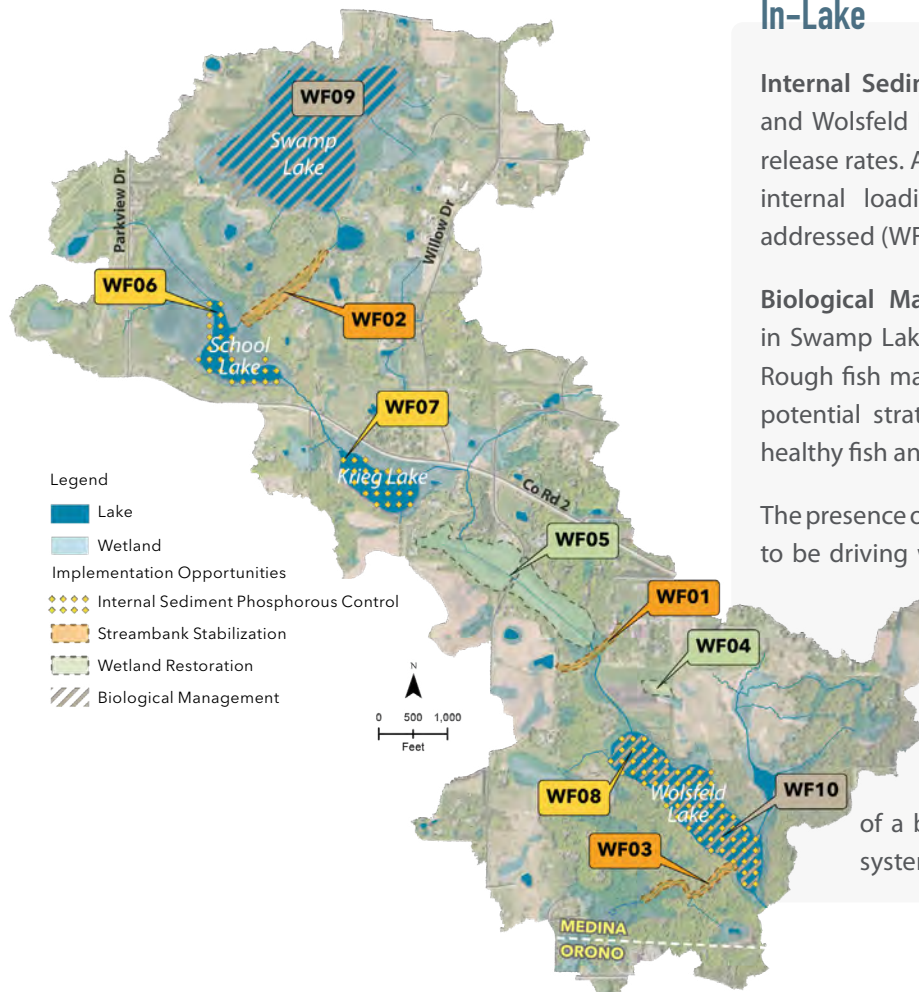 In-Lake
Internal Sedi
and Wolsfeld
release rates. A
internal loadi
addressed (WF
Biological Ma
in Swamp Lak
Rough fish ma
potential strat
healthy fish an
The presence o
to be driving
of a b
system
WF09
Swamp
Lake
Parkview Dr
Willow Dr
WF06
WF02
School
Lake
WF07
Krieg Lake
Co Rd 2
WF05
WF01
WF04
WF08
Wolsfeld
Lake
WF10
WF03
MEDINA
ORONO
Legend
Lake
Wetland
Implementation Opportunities
Internal Sediment Phosphorous Control
Streambank Stabilization
Wetland Restoration
Biological Management
N
0 500 1,000
Feet